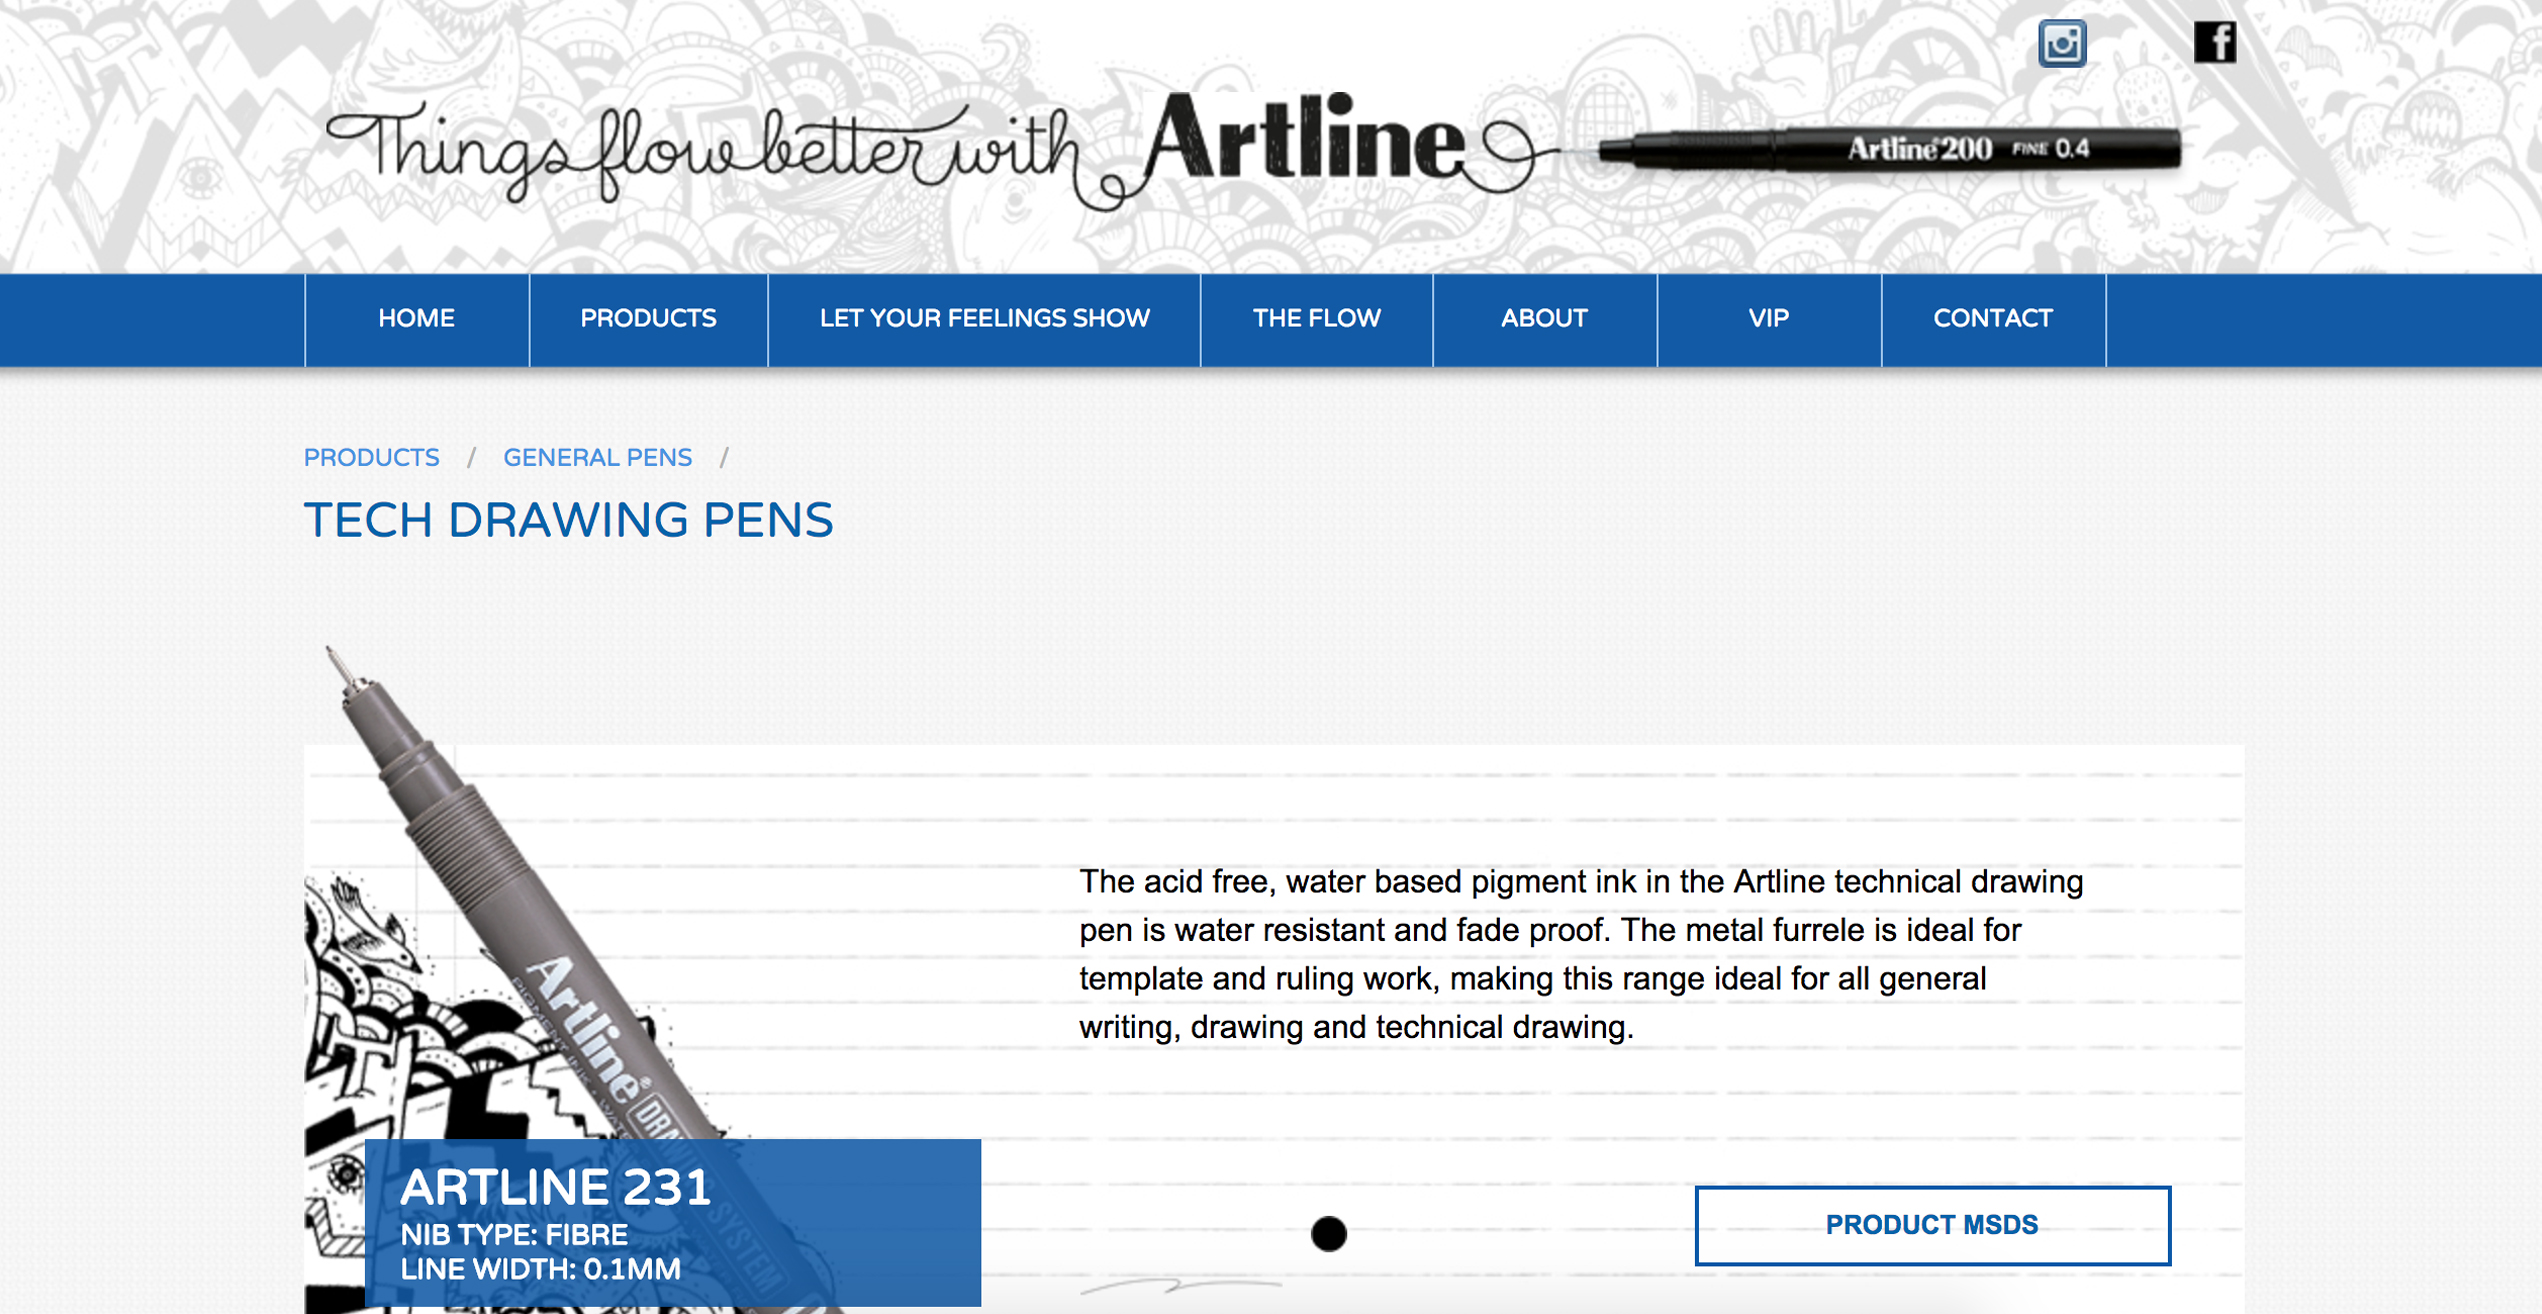 Things flow better with Artline
Artline 200 FINE 0.4
HOME
PRODUCTS
LET YOUR FEELINGS SHOW
THE FLOW
ABOUT
VIP
CONTACT
PRODUCTS / GENERAL PENS /
TECH DRAWING PENS
The acid free, water based pigment ink in the Artline technical drawing
pen is water resistant and fade proof. The metal furrele is ideal for
template and ruling work, making this range ideal for all general
writing, drawing and technical drawing.
Artline®
PIGMENT INK
SYSTEM
ARTLINE 231
NIB TYPE: FIBRE
LINE WIDTH: 0.1MM
PRODUCT MSDS